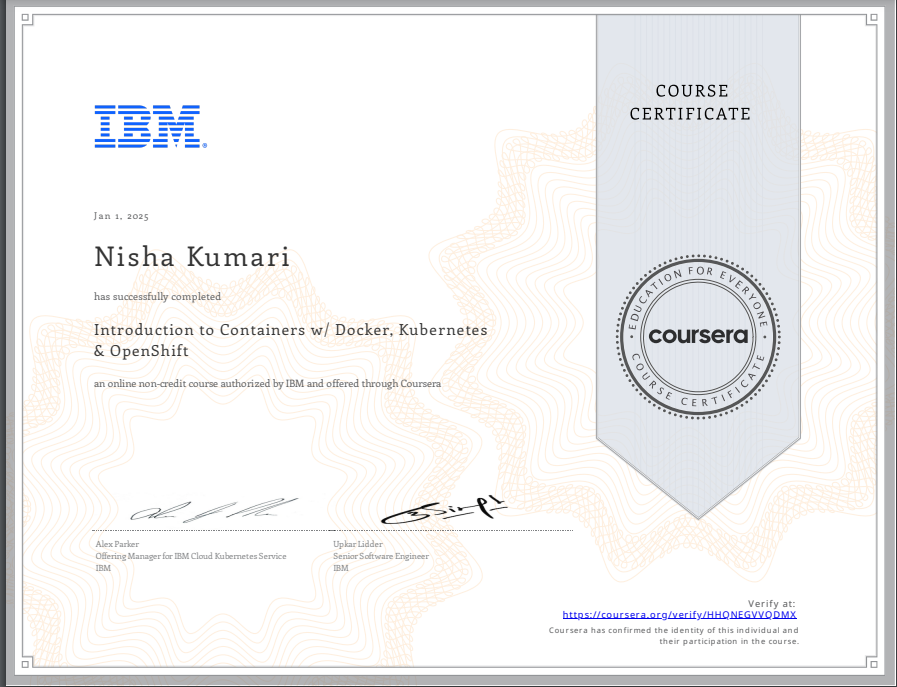 COURSE
CERTIFICATE
IBM®
Jan 1, 2025
Nisha Kumari
has successfully completed
Introduction to Containers w/ Docker, Kubernetes
& OpenShift
an online non-credit course authorized by IBM and offered through Coursera
EDUCATION FOR EVERYONE
coursera
COURSE CERTIFICATE
Alex Parker
Offering Manager for IBM Cloud Kubernetes Service
IBM
Upkar Lidder
Senior Software Engineer
IBM
Verify at:
https://coursera.org/verify/HHQNEGVVQDMX
Coursera has confirmed the identity of this individual and
their participation in the course.